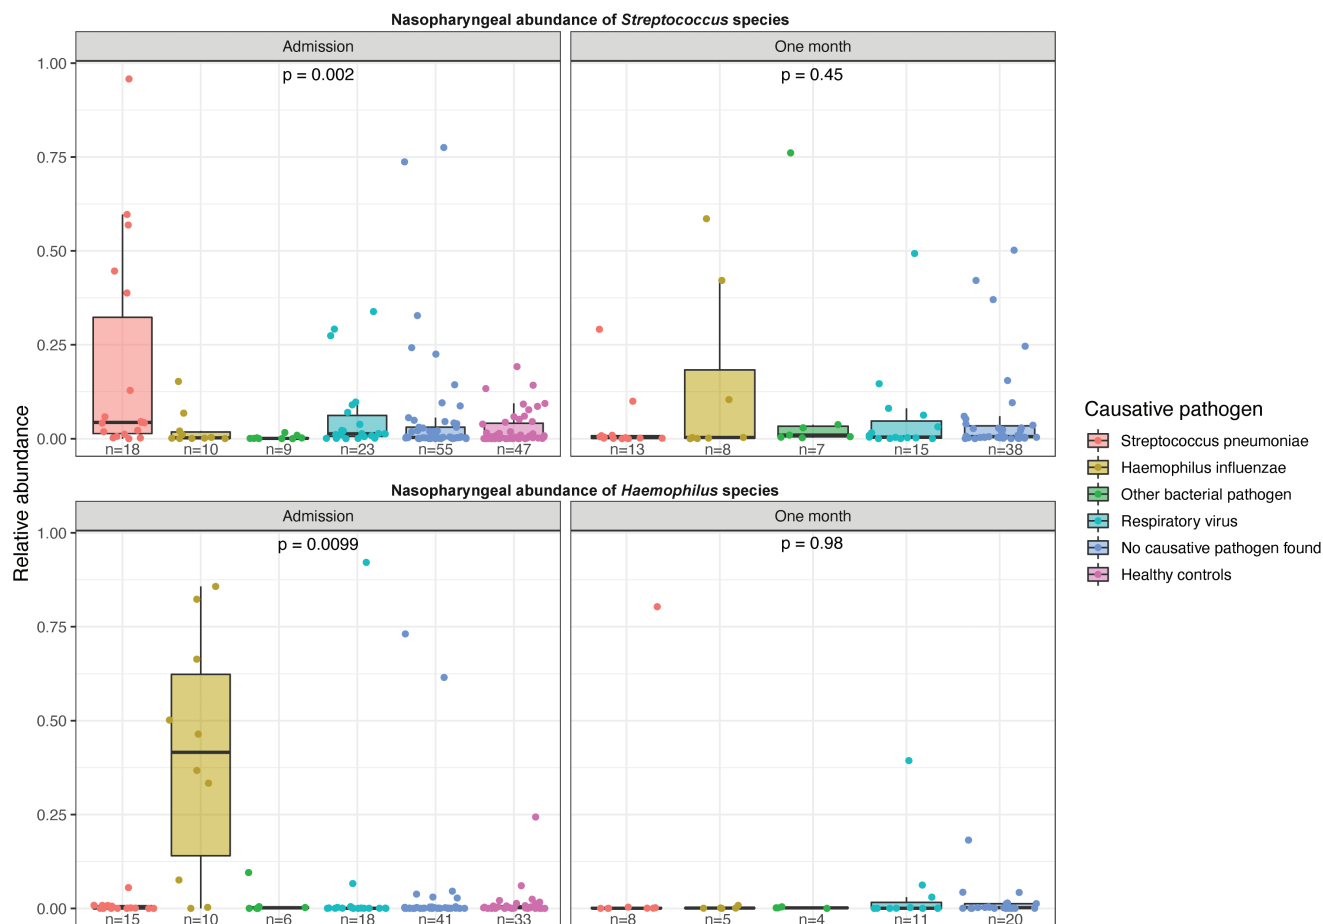 Nasopharyngeal abundance of Streptococcus species
Admission
One month
p = 0.002
p = 0.45
1.00
0.75
0.50
0.25
0.00
n=18
n=10
n=9
n=23
n=55
n=47
n=13
n=8
n=7
n=15
n=38
Relative abundance
Nasopharyngeal abundance of Haemophilus species
Admission
One month
p = 0.0099
p = 0.98
1.00
0.75
0.50
0.25
0.00
n=15
n=10
n=6
n=18
n=41
n=33
n=8
n=5
n=4
n=11
n=20
Causative pathogen
Streptococcus pneumoniae
Haemophilus influenzae
Other bacterial pathogen
Respiratory virus
No causative pathogen found
Healthy controls